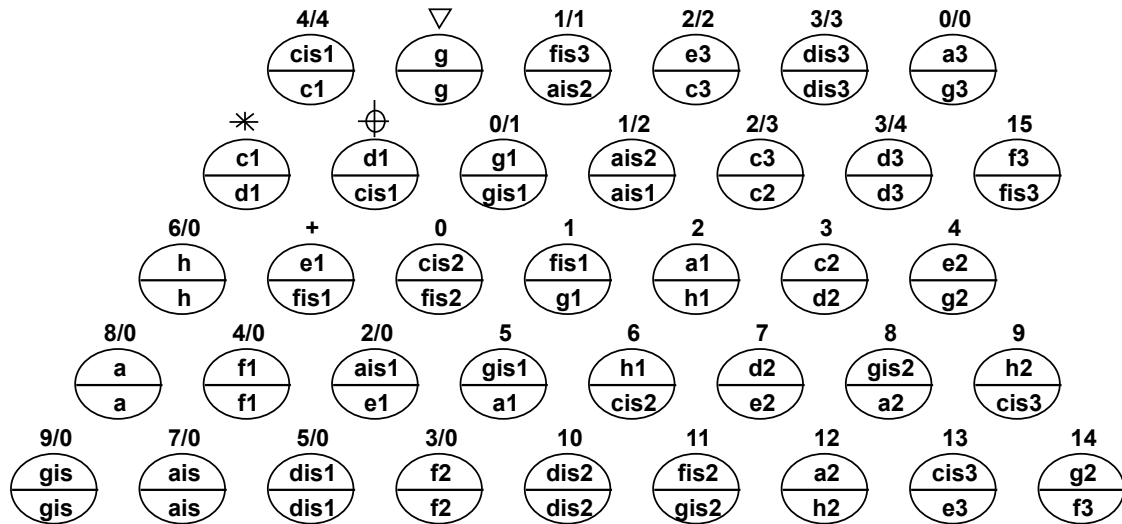 4/4 ▽ 1/1 2/2 3/3 0/0
cis1 g fis3 e3 dis3 a3
c1 g ais2 c3 dis3 g3
0/1 1/2 2/3 3/4 15
c1 d1 g1 ais2 c3 d3 f3
d1 cis1 gis1 ais1 c2 d3 fis3
6/0 + 0 1 2 3 4
h e1 cis2 fis1 a1 c2 e2
h fis1 fis2 g1 h1 d2 g2
8/0 4/0 2/0 5 6 7 8 9
a f1 ais1 gis1 h1 d2 gis2 h2
a f1 e1 a1 cis2 e2 a2 cis3
9/0 7/0 5/0 3/0 10 11 12 13 14
gis ais dis1 f2 dis2 fis2 a2 cis3 g2
gis ais dis1 f2 dis2 gis2 h2 e3 f3